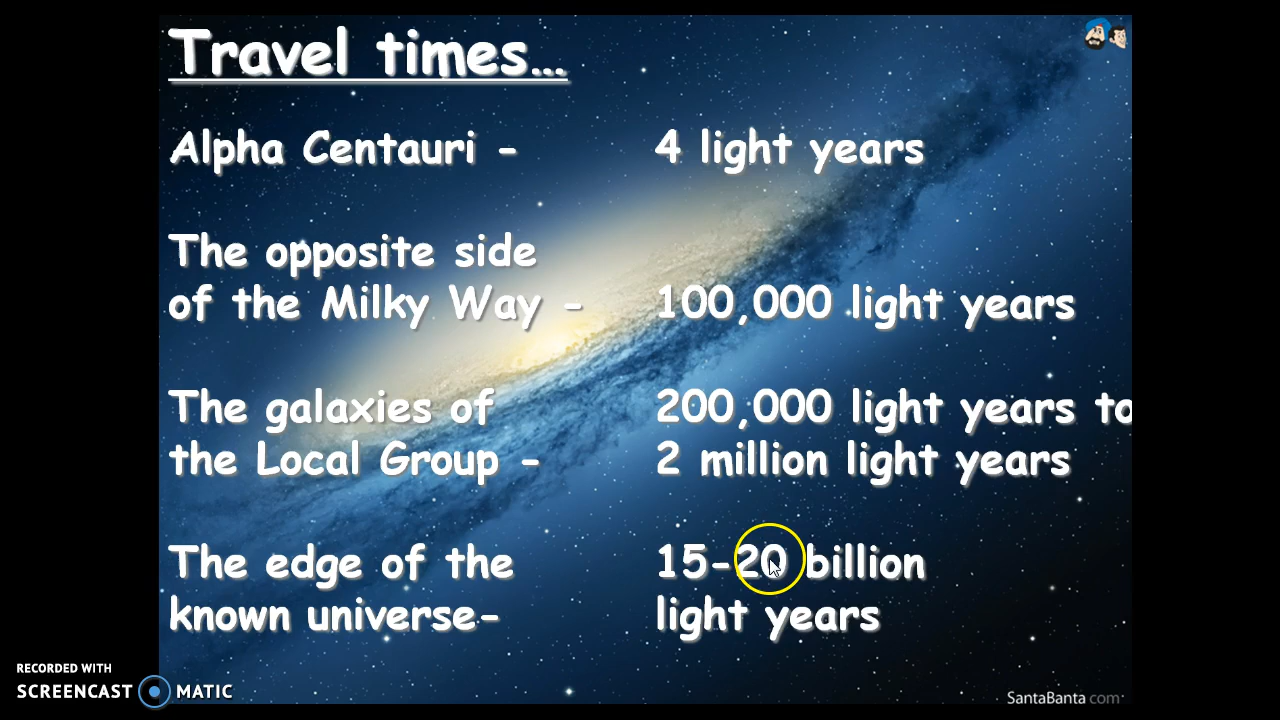 Travel times…
Alpha Centauri - 4 light years
The opposite side
of the Milky Way - 100,000 light years
The galaxies of 200,000 light years to
the Local Group - 2 million light years
The edge of the 15-20 billion
known universe- light years
RECORDED WITH
SCREENCAST MATIC
SantaBanta.com